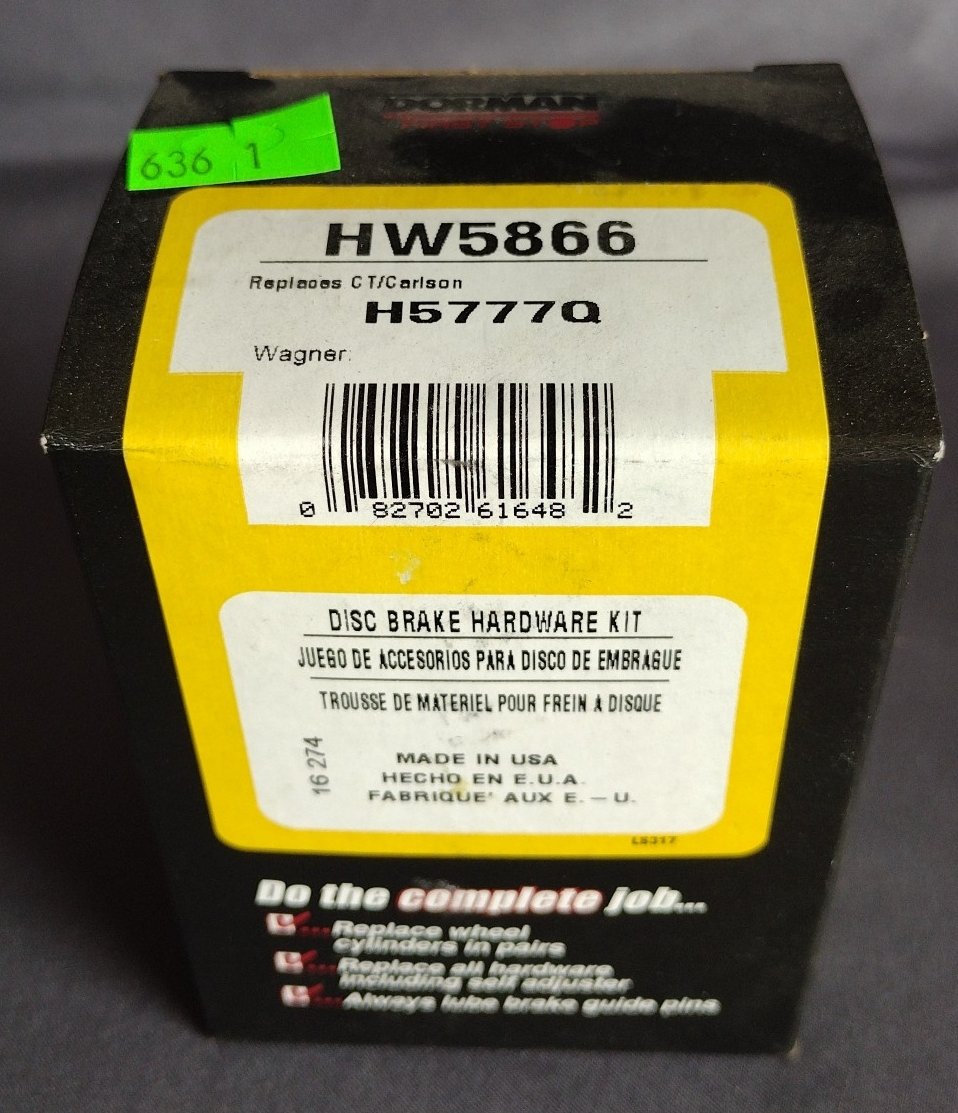 636 1
DORMAN
FIRST STOP
HW5866
Replaces CT/Carlson
H5777Q
Wagner:
0 82702 61648 2
DISC BRAKE HARDWARE KIT
JUEGO DE ACCESORIOS PARA DISCO DE EMBRAGUE
TROUSSE DE MATERIEL POUR FREIN A DISQUE
16 274
MADE IN USA
HECHO EN E.U.A.
FABRIQUE' AUX E. – U.
LS317
Do the complete job...
...Replace wheel
cylinders in pairs
...Replace all hardware
including self adjuster
...Always lube brake guide pins